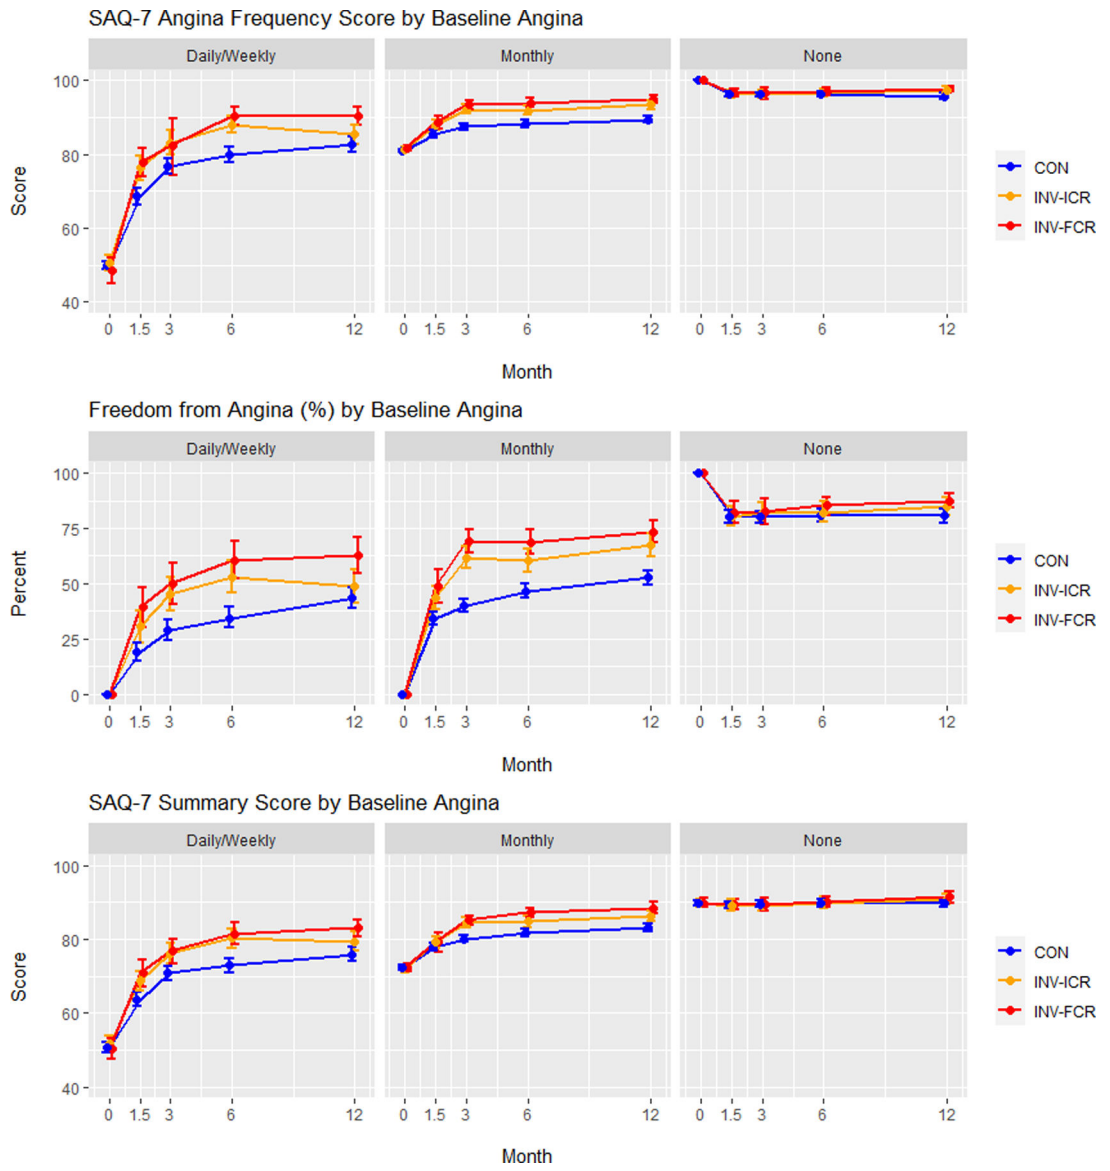 SAQ-7 Angina Frequency Score by Baseline Angina
Daily/Weekly Monthly None
100
80
60
40
Score
0 1.5 3 6 12 0 1.5 3 6 12 0 1.5 3 6 12
Month
CON
INV-ICR
INV-FCR
Freedom from Angina (%) by Baseline Angina
Daily/Weekly Monthly None
100
75
50
25
0
Percent
0 1.5 3 6 12 0 1.5 3 6 12 0 1.5 3 6 12
Month
CON
INV-ICR
INV-FCR
SAQ-7 Summary Score by Baseline Angina
Daily/Weekly Monthly None
100
80
60
40
Score
0 1.5 3 6 12 0 1.5 3 6 12 0 1.5 3 6 12
Month
CON
INV-ICR
INV-FCR